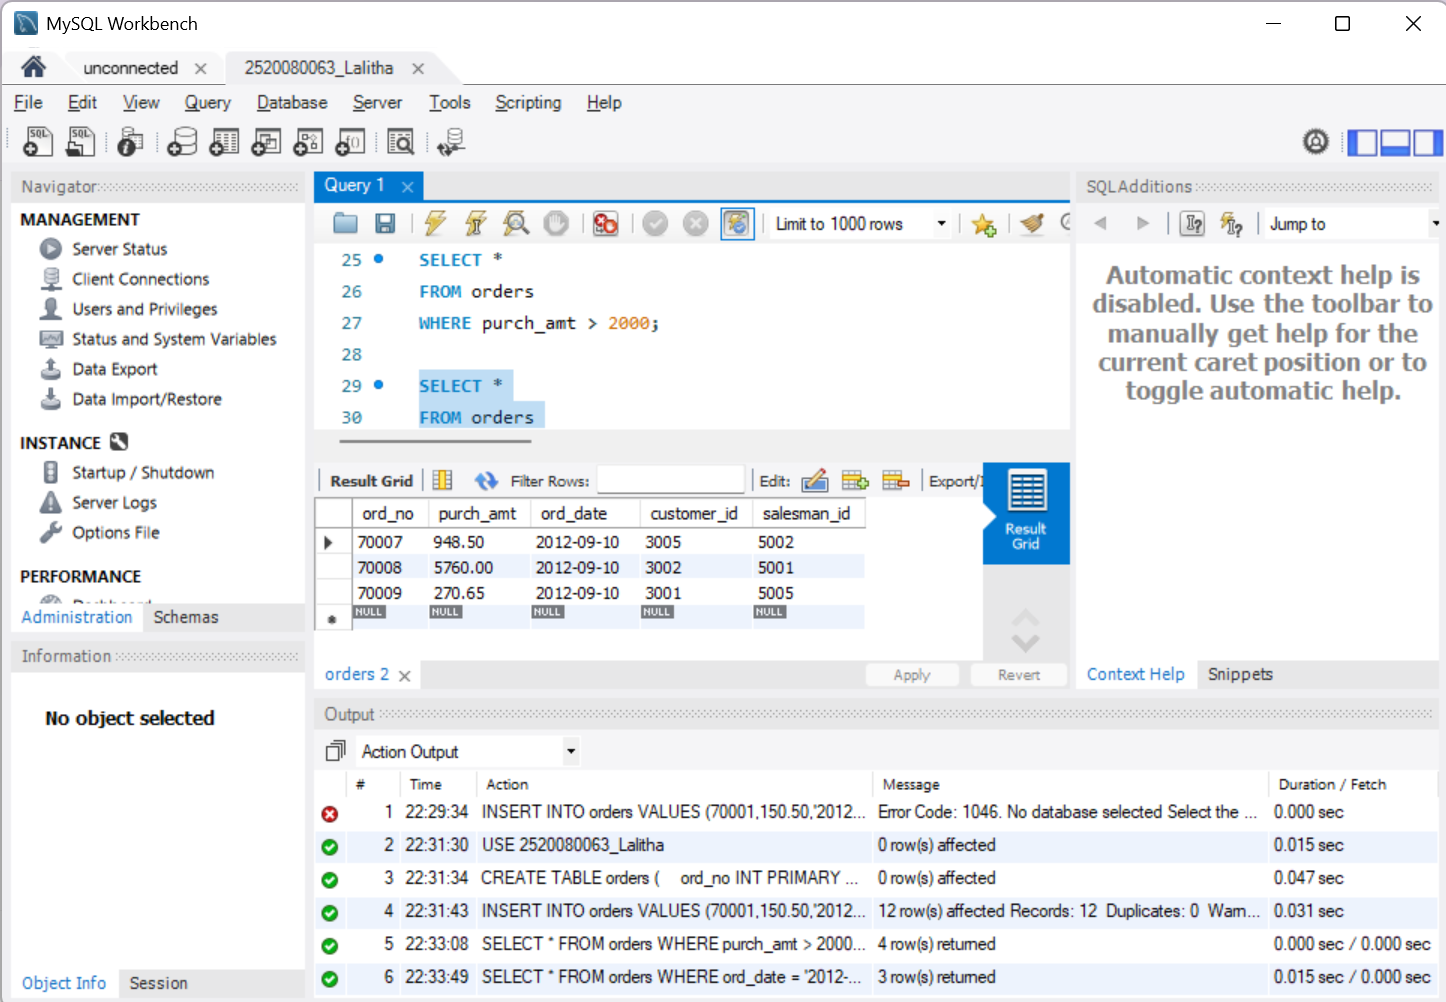 MySQL Workbench
unconnected
2520080063_Lalitha
File Edit View Query Database Server Tools Scripting Help
Navigator
MANAGEMENT
Server Status
Client Connections
Users and Privileges
Status and System Variables
Data Export
Data Import/Restore
INSTANCE
Startup / Shutdown
Server Logs
Options File
PERFORMANCE
Administration Schemas
Information
No object selected
Object Info Session
Query 1
Limit to 1000 rows
25 SELECT *
26 FROM orders
27 WHERE purch_amt > 2000;
28
29 SELECT *
30 FROM orders
Result Grid Filter Rows: Edit: Export/I
ord_no purch_amt ord_date customer_id salesman_id
70007 948.50 2012-09-10 3005 5002
70008 5760.00 2012-09-10 3002 5001
70009 270.65 2012-09-10 3001 5005
NULL NULL NULL NULL NULL
Result
Grid
orders 2 Apply Revert
SQLAdditions
Jump to
Automatic context help is
disabled. Use the toolbar to
manually get help for the
current caret position or to
toggle automatic help.
Context Help Snippets
Output
Action Output
# Time Action Message Duration / Fetch
1 22:29:34 INSERT INTO orders VALUES (70001,150.50,'2012... Error Code: 1046. No database selected Select the ... 0.000 sec
2 22:31:30 USE 2520080063_Lalitha 0 row(s) affected 0.015 sec
3 22:31:34 CREATE TABLE orders ( ord_no INT PRIMARY ... 0 row(s) affected 0.047 sec
4 22:31:43 INSERT INTO orders VALUES (70001,150.50,'2012... 12 row(s) affected Records: 12 Duplicates: 0 Warn... 0.031 sec
5 22:33:08 SELECT * FROM orders WHERE purch_amt > 2000... 4 row(s) returned 0.000 sec / 0.000 sec
6 22:33:49 SELECT * FROM orders WHERE ord_date = '2012-... 3 row(s) returned 0.015 sec / 0.000 sec